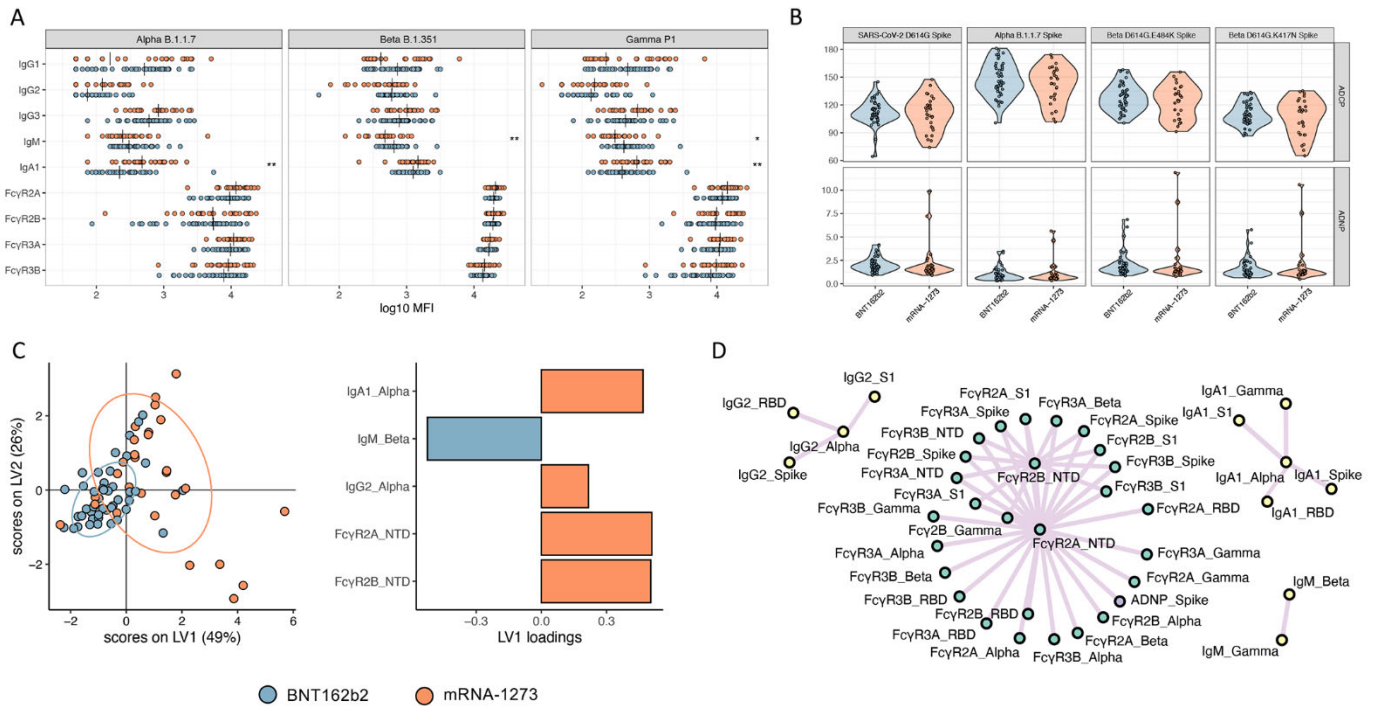 A
Alpha B.1.1.7
Beta B.1.351
Gamma P1
IgG1
IgG2
IgG3
IgM
** *
IgA1
** **
FcγR2A
FcγR2B
FcγR3A
FcγR3B
2 3 4 2 3 4 2 3 4
log10 MFI
B
SARS-CoV-2 D614G Spike
Alpha B.1.1.7 Spike
Beta D614G.E484K Spike
Beta D614G.K417N Spike
180
150
120
90
60
ADCP
10.0
7.5
5.0
2.5
0.0
ADNP
BNT162b2 mRNA-1273 BNT162b2 mRNA-1273 BNT162b2 mRNA-1273 BNT162b2 mRNA-1273
C
scores on LV2 (26%)
2
0
−2
−2 0 2 4 6
scores on LV1 (49%)
IgA1_Alpha
IgM_Beta
IgG2_Alpha
FcγR2A_NTD
FcγR2B_NTD
−0.3 0.0 0.3
LV1 loadings
BNT162b2
mRNA-1273
D
IgG2_S1
IgG2_RBD
IgG2_Alpha
IgG2_Spike
FcγR2A_S1
FcγR3A_Beta
FcγR3A_Spike
FcγR2A_Spike
FcγR3B_NTD
FcγR2B_S1
FcγR2B_Spike
FcγR3B_Spike
FcγR3A_NTD
FcγR2B_NTD
FcγR3B_S1
FcγR3A_S1
FcγR2A_RBD
FcγR3B_Gamma
Fcγ2B_Gamma
FcγR2A_NTD
FcγR3A_Alpha
FcγR3A_Gamma
FcγR3B_Beta
FcγR2A_Gamma
FcγR3B_RBD
ADNP_Spike
FcγR2B_RBD
FcγR2B_Alpha
FcγR3A_RBD
FcγR2A_Beta
FcγR2A_Alpha
FcγR3B_Alpha
IgA1_Gamma
IgA1_S1
IgA1_Alpha
IgA1_Spike
IgA1_RBD
IgM_Beta
IgM_Gamma